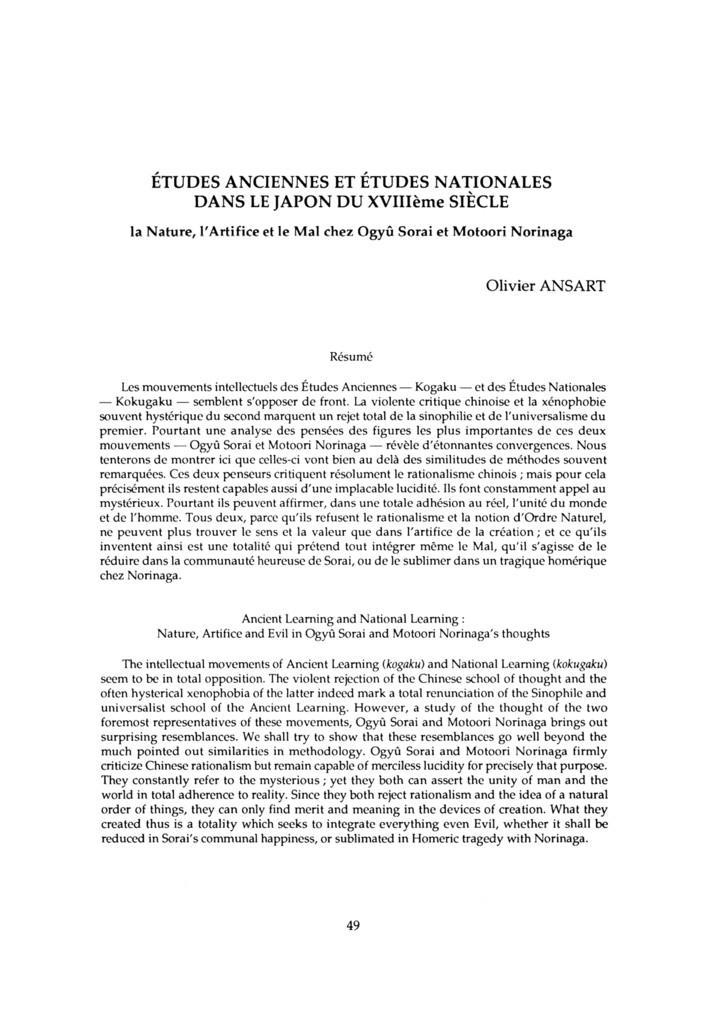 ÉTUDES ANCIENNES ET ÉTUDES NATIONALES
DANS LE JAPON DU XVIIIème SIÈCLE
la Nature, l'Artifice et le Mal chez Ogyû Sorai et Motoori Norinaga
Olivier ANSART
Résumé
Les mouvements intellectuels des Études Anciennes — Kogaku — et des Études Nationales
— Kokugaku — semblent s'opposer de front. La violente critique chinoise et la xénophobie
souvent hystérique du second marquent un rejet total de la sinophilie et de l'universalisme du
premier. Pourtant une analyse des pensées des figures les plus importantes de ces deux
mouvements — Ogyû Sorai et Motoori Norinaga — révèle d'étonnantes convergences. Nous
tenterons de montrer ici que celles-ci vont bien au delà des similitudes de méthodes souvent
remarquées. Ces deux penseurs critiquent résolument le rationalisme chinois ; mais pour cela
précisément ils restent capables aussi d'une implacable lucidité. Ils font constamment appel au
mystérieux. Pourtant ils peuvent affirmer, dans une totale adhésion au réel, l'unité du monde
et de l'homme. Tous deux, parce qu'ils refusent le rationalisme et la notion d'Ordre Naturel,
ne peuvent plus trouver le sens et la valeur que dans l'artifice de la création ; et ce qu'ils
inventent ainsi est une totalité qui prétend tout intégrer même le Mal, qu'il s'agisse de le
réduire dans la communauté heureuse de Sorai, ou de le sublimer dans un tragique homérique
chez Norinaga.
Ancient Learning and National Learning :
Nature, Artifice and Evil in Ogyû Sorai and Motoori Norinaga's thoughts
The intellectual movements of Ancient Learning (kogaku) and National Learning (kokugaku)
seem to be in total opposition. The violent rejection of the Chinese school of thought and the
often hysterical xenophobia of the latter indeed mark a total renunciation of the Sinophile and
universalist school of the Ancient Learning. However, a study of the thought of the two
foremost representatives of these movements, Ogyû Sorai and Motoori Norinaga brings out
surprising resemblances. We shall try to show that these resemblances go well beyond the
much pointed out similarities in methodology. Ogyû Sorai and Motoori Norinaga firmly
criticize Chinese rationalism but remain capable of merciless lucidity for precisely that purpose.
They constantly refer to the mysterious ; yet they both can assert the unity of man and the
world in total adherence to reality. Since they both reject rationalism and the idea of a natural
order of things, they can only find merit and meaning in the devices of creation. What they
created thus is a totality which seeks to integrate everything even Evil, whether it shall be
reduced in Sorai's communal happiness, or sublimated in Homeric tragedy with Norinaga.
49